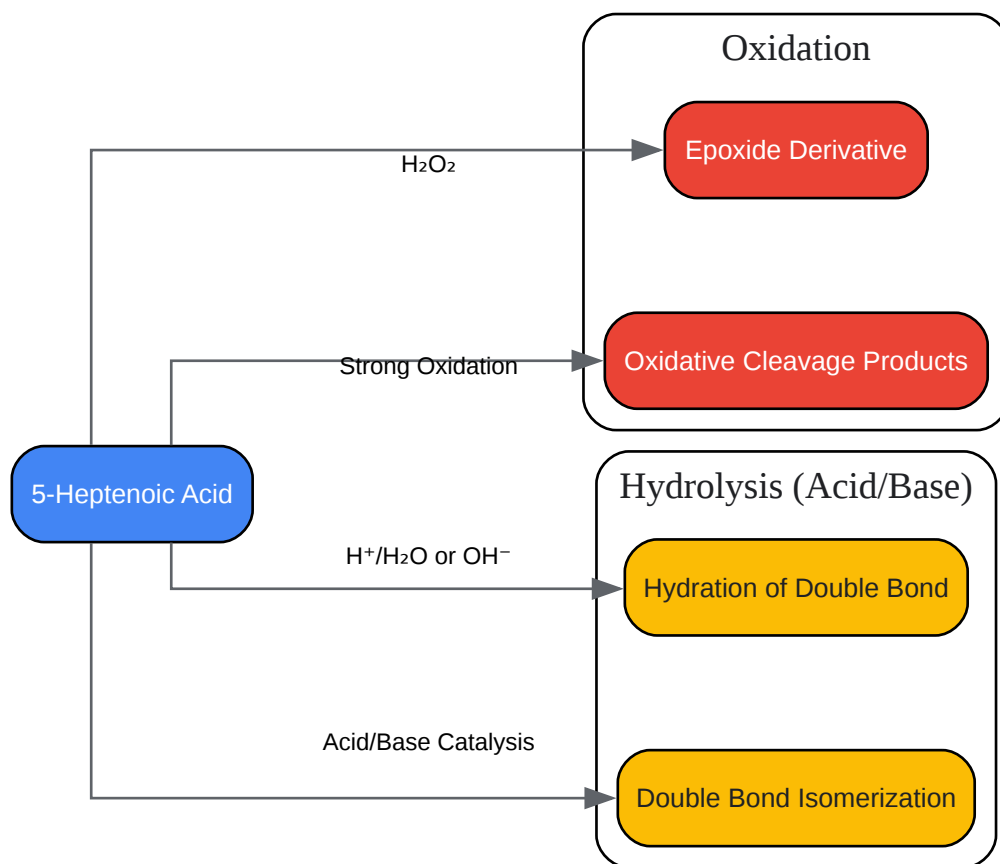 Oxidation
Epoxide Derivative
H₂O₂
Oxidative Cleavage Products
Strong Oxidation
5-Heptenoic Acid
Hydrolysis (Acid/Base)
H⁺/H₂O or OH⁻
Hydration of Double Bond
Acid/Base Catalysis
Double Bond Isomerization